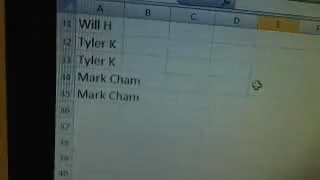 A B C D E
31 Will H
32 Tyler K
33 Tyler K
34 Mark Cham
35 Mark Cham
36
37
38
39
40